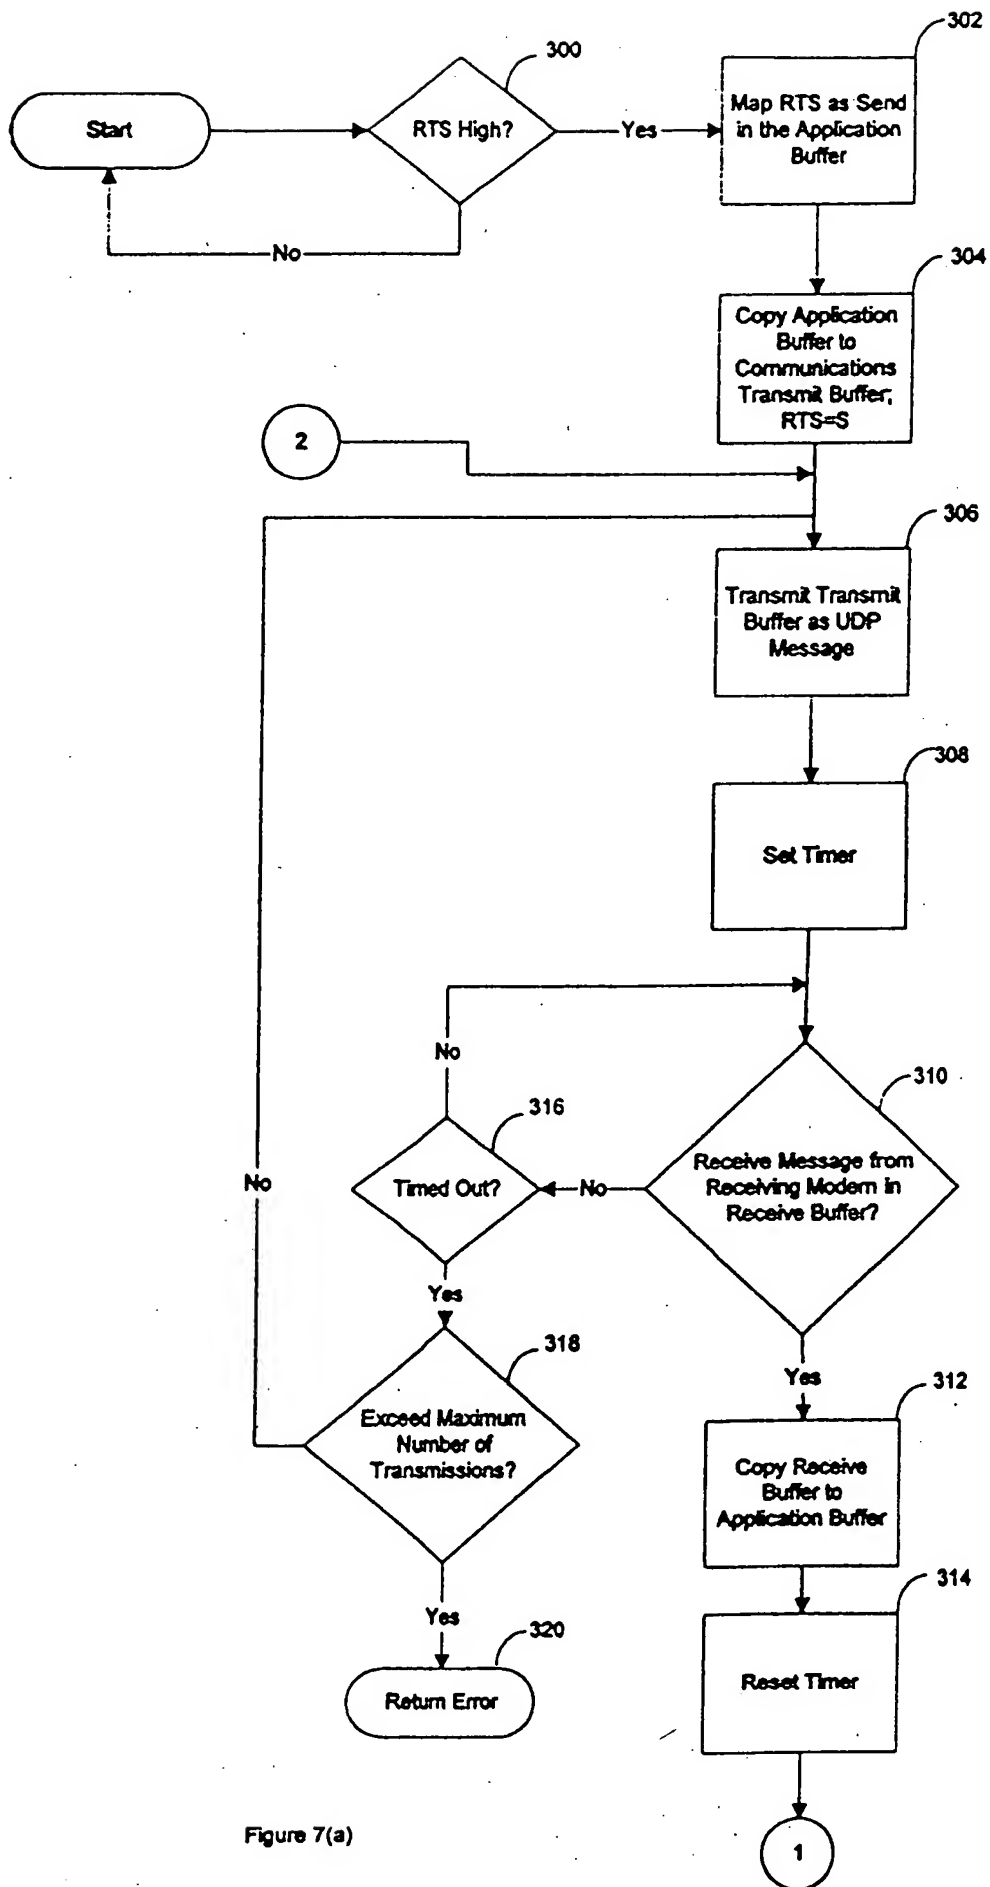 302
300
Start
RTS High?
Yes
Map RTS as Send
in the Application
Buffer
No
304
Copy Application
Buffer to
Communications
Transmit Buffer;
RTS=S
2
306
Transmit Transmit
Buffer as UDP
Message
308
Set Timer
No
310
316
Timed Out?
No
Receive Message from
Receiving Modem in
Receive Buffer?
No
Yes
318
Exceed Maximum
Number of
Transmissions?
Yes
312
Copy Receive
Buffer to
Application Buffer
314
Yes
320
Return Error
Reset Timer
Figure 7(a)
1